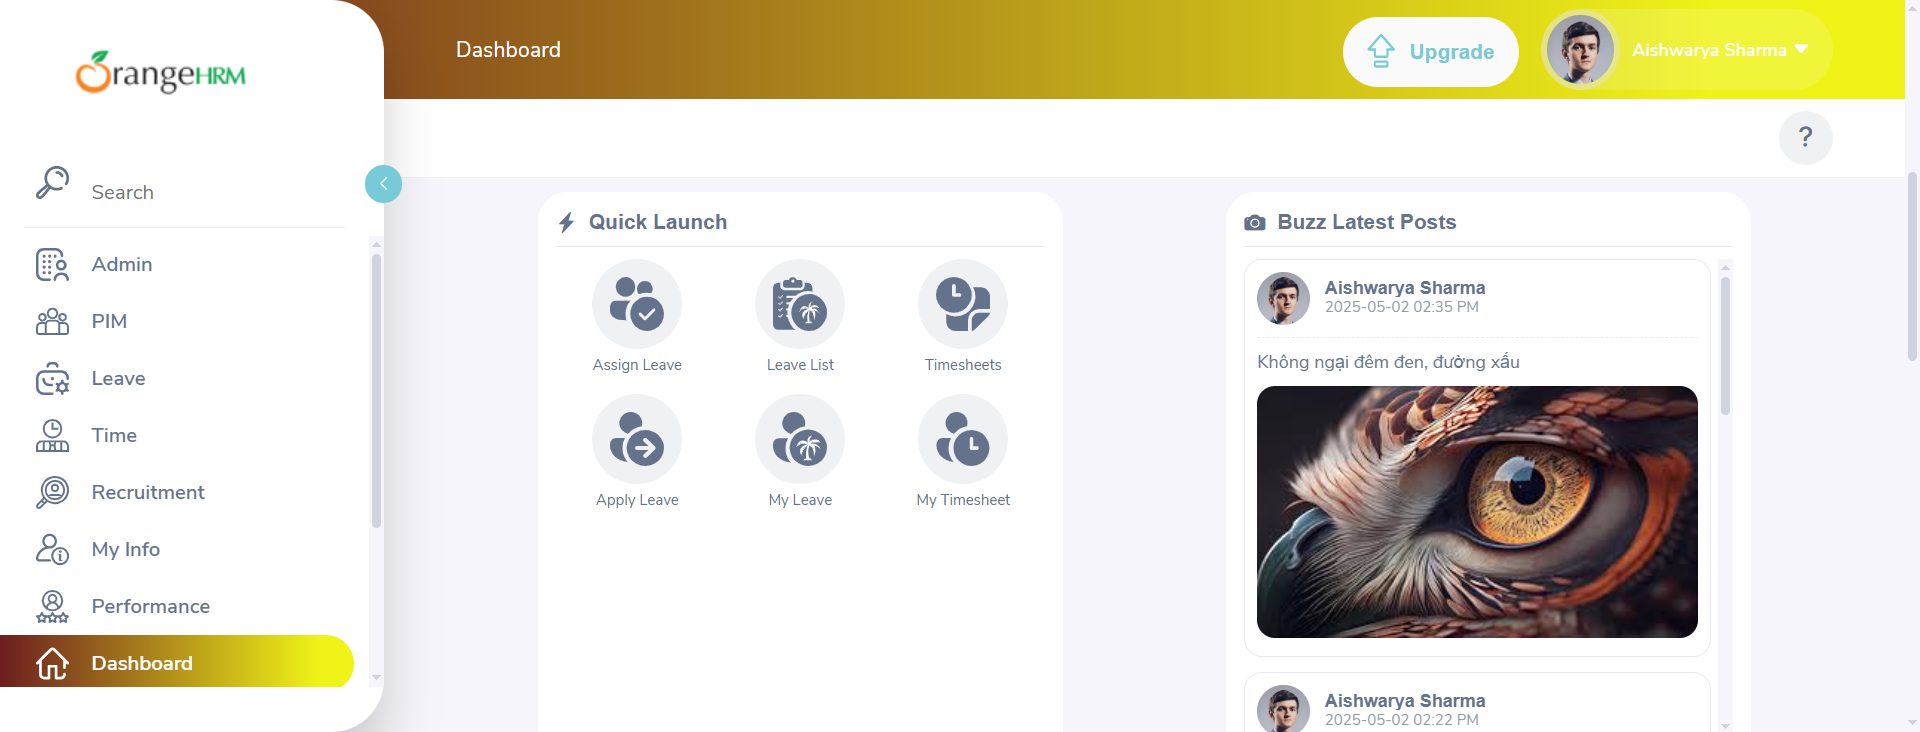 OrangeHRM
Dashboard
Upgrade
Aishwarya Sharma
?
Search
Admin
PIM
Leave
Time
Recruitment
My Info
Performance
Dashboard
Quick Launch
Assign Leave
Leave List
Timesheets
Apply Leave
My Leave
My Timesheet
Buzz Latest Posts
Aishwarya Sharma
2025-05-02 02:35 PM
Không ngại đêm đen, đường xấu
Aishwarya Sharma
2025-05-02 02:22 PM